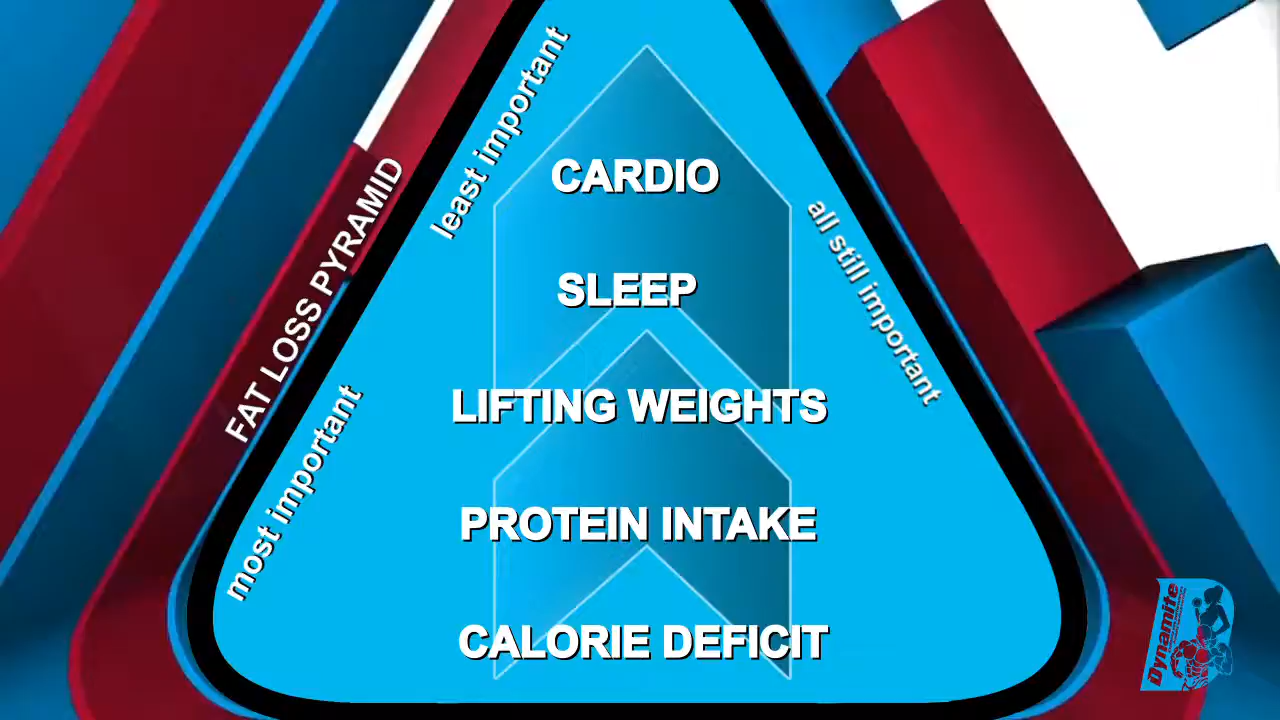 FAT LOSS PYRAMID
least important
most important
all still important
CARDIO
SLEEP
LIFTING WEIGHTS
PROTEIN INTAKE
CALORIE DEFICIT
Dynamite